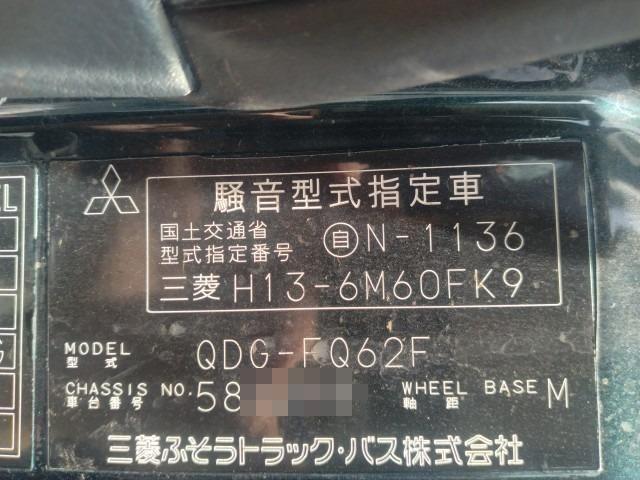 騒音型式指定車
国土交通省
型式指定番号 自N-1136
三菱 H13-6M60FK9
MODEL
型式 QDG-FQ62F
CHASSIS NO. 58 WHEEL BASE M
車台番号 軸距
三菱ふそうトラック・バス株式会社